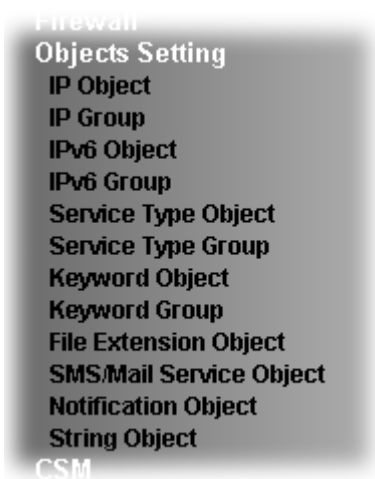 Firewall
Objects Setting
IP Object
IP Group
IPv6 Object
IPv6 Group
Service Type Object
Service Type Group
Keyword Object
Keyword Group
File Extension Object
SMS/Mail Service Object
Notification Object
String Object
CSM